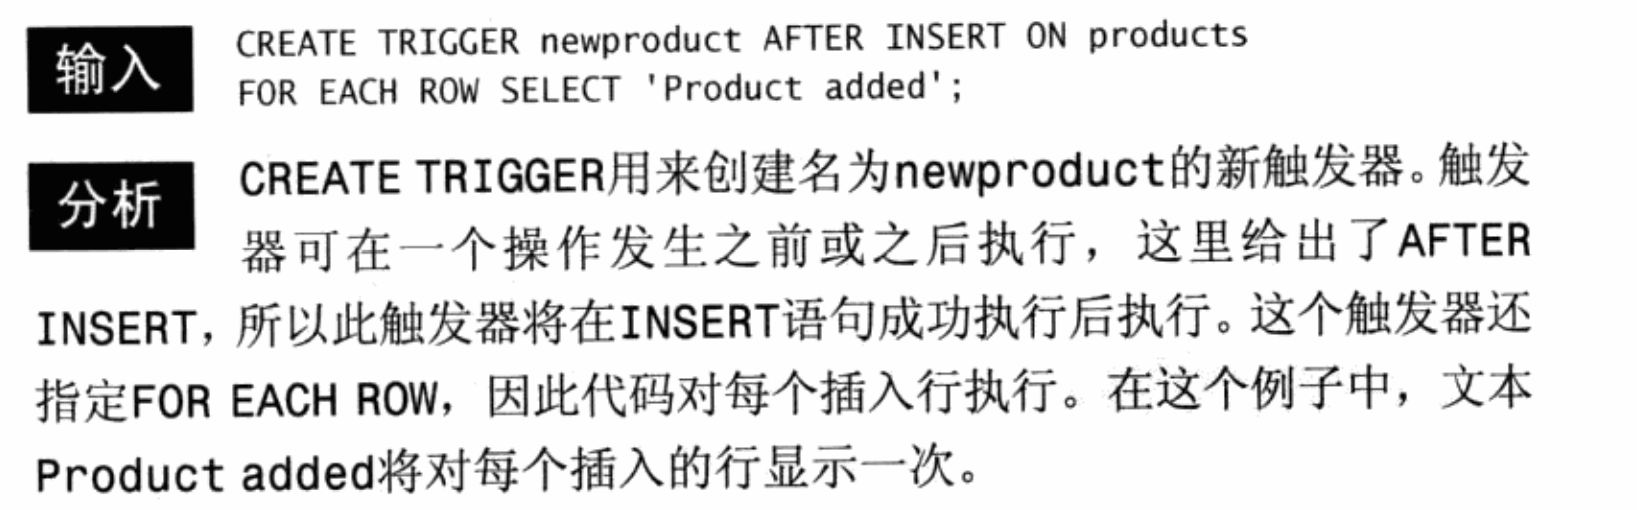 输入
CREATE TRIGGER newproduct AFTER INSERT ON products
FOR EACH ROW SELECT 'Product added';
分析
CREATE TRIGGER用来创建名为newproduct的新触发器。触发
器可在一个操作发生之前或之后执行，这里给出了AFTER
INSERT，所以此触发器将在INSERT语句成功执行后执行。这个触发器还
指定FOR EACH ROW，因此代码对每个插入行执行。在这个例子中，文本
Product added将对每个插入的行显示一次。